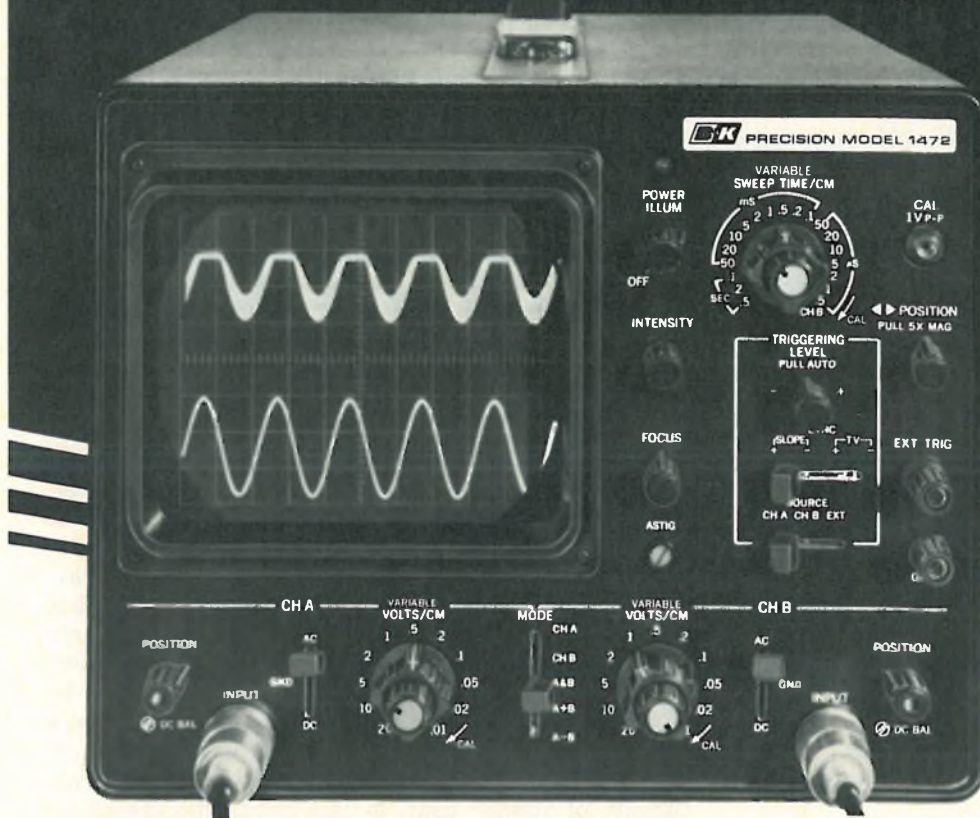 B+K PRECISION MODEL 1472
VARIABLE
SWEEP TIME/CM
mS
50 20 10 5 2 1 .5 .2 .1 50 20 10 5 2 1 .5
μS
SEC .5 .2 .1
CH B
CAL
POWER
ILLUM
OFF
CAL
1V P-P
INTENSITY
◀▶ POSITION
PULL 5X MAG
TRIGGERING
LEVEL
PULL AUTO
- +
SLOPE TV
+ - + -
FOCUS
EXT TRIG
SOURCE
CH A CH B EXT
ASTIG
CH A
VARIABLE
VOLTS/CM
MODE
VARIABLE
VOLTS/CM
CH B
POSITION
DC BAL
AC
GND
DC
INPUT
20 10 5 2 1 .5 .2 .1 .05 .02 .01
CAL
CH A
CH B
A&B
A+B
A-B
20 10 5 2 1 .5 .2 .1 .05 .02
CAL
AC
GND
DC
INPUT
POSITION
DC BAL